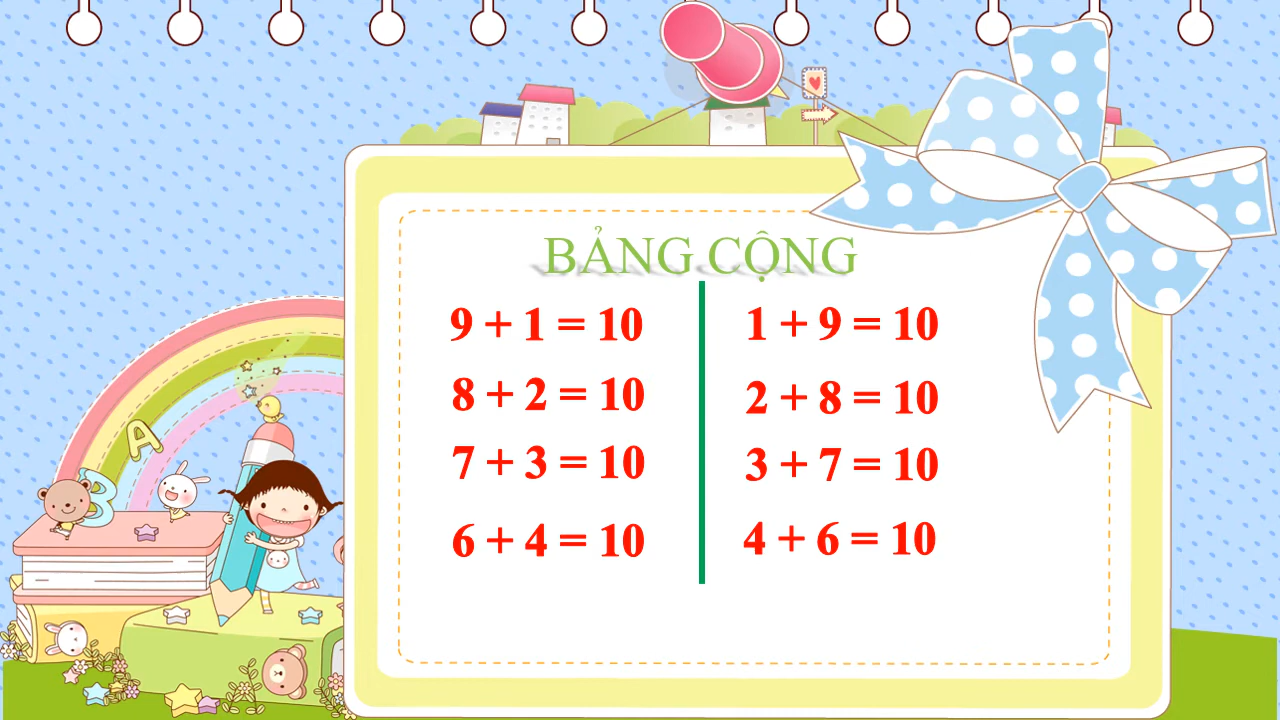 BẢNG CỘNG
9 + 1 = 10
1 + 9 = 10
8 + 2 = 10
2 + 8 = 10
7 + 3 = 10
3 + 7 = 10
6 + 4 = 10
4 + 6 = 10
A
B